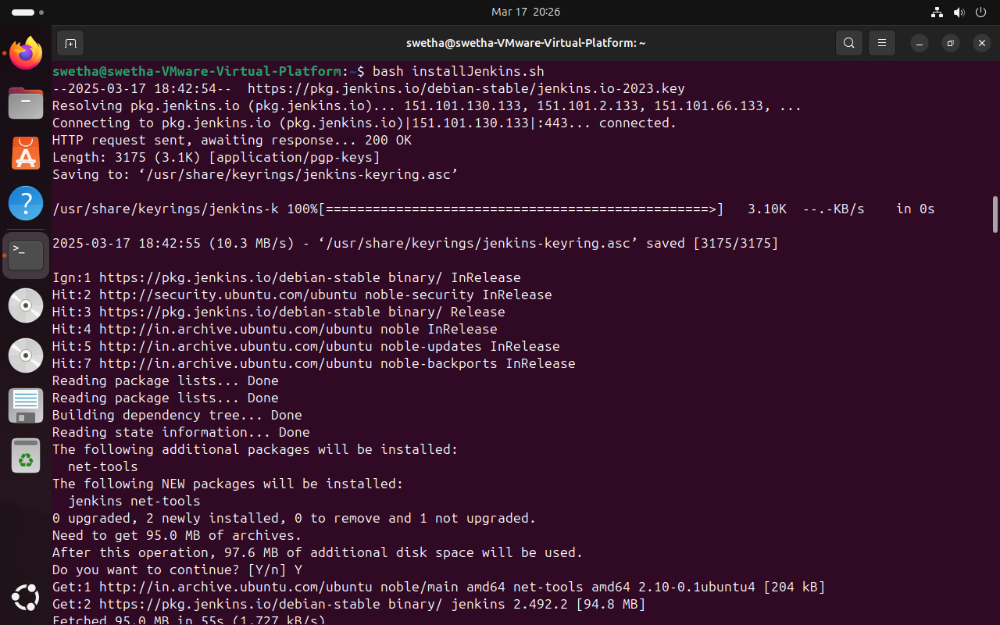 Mar 17 20:26
swetha@swetha-VMware-Virtual-Platform: ~
swetha@swetha-VMware-Virtual-Platform:~$ bash installJenkins.sh
--2025-03-17 18:42:54--  https://pkg.jenkins.io/debian-stable/jenkins.io-2023.key
Resolving pkg.jenkins.io (pkg.jenkins.io)... 151.101.130.133, 151.101.2.133, 151.101.66.133, ...
Connecting to pkg.jenkins.io (pkg.jenkins.io)|151.101.130.133|:443... connected.
HTTP request sent, awaiting response... 200 OK
Length: 3175 (3.1K) [application/pgp-keys]
Saving to: ‘/usr/share/keyrings/jenkins-keyring.asc’
/usr/share/keyrings/jenkins-k 100%[=================================================>]   3.10K  --.-KB/s    in 0s
2025-03-17 18:42:55 (10.3 MB/s) - ‘/usr/share/keyrings/jenkins-keyring.asc’ saved [3175/3175]
Ign:1 https://pkg.jenkins.io/debian-stable binary/ InRelease
Hit:2 http://security.ubuntu.com/ubuntu noble-security InRelease
Hit:3 https://pkg.jenkins.io/debian-stable binary/ Release
Hit:4 http://in.archive.ubuntu.com/ubuntu noble InRelease
Hit:5 http://in.archive.ubuntu.com/ubuntu noble-updates InRelease
Hit:7 http://in.archive.ubuntu.com/ubuntu noble-backports InRelease
Reading package lists... Done
Reading package lists... Done
Building dependency tree... Done
Reading state information... Done
The following additional packages will be installed:
  net-tools
The following NEW packages will be installed:
  jenkins net-tools
0 upgraded, 2 newly installed, 0 to remove and 1 not upgraded.
Need to get 95.0 MB of archives.
After this operation, 97.6 MB of additional disk space will be used.
Do you want to continue? [Y/n] Y
Get:1 http://in.archive.ubuntu.com/ubuntu noble/main amd64 net-tools amd64 2.10-0.1ubuntu4 [204 kB]
Get:2 https://pkg.jenkins.io/debian-stable binary/ jenkins 2.492.2 [94.8 MB]
Fetched 95.0 MB in 55s (1,727 kB/s)